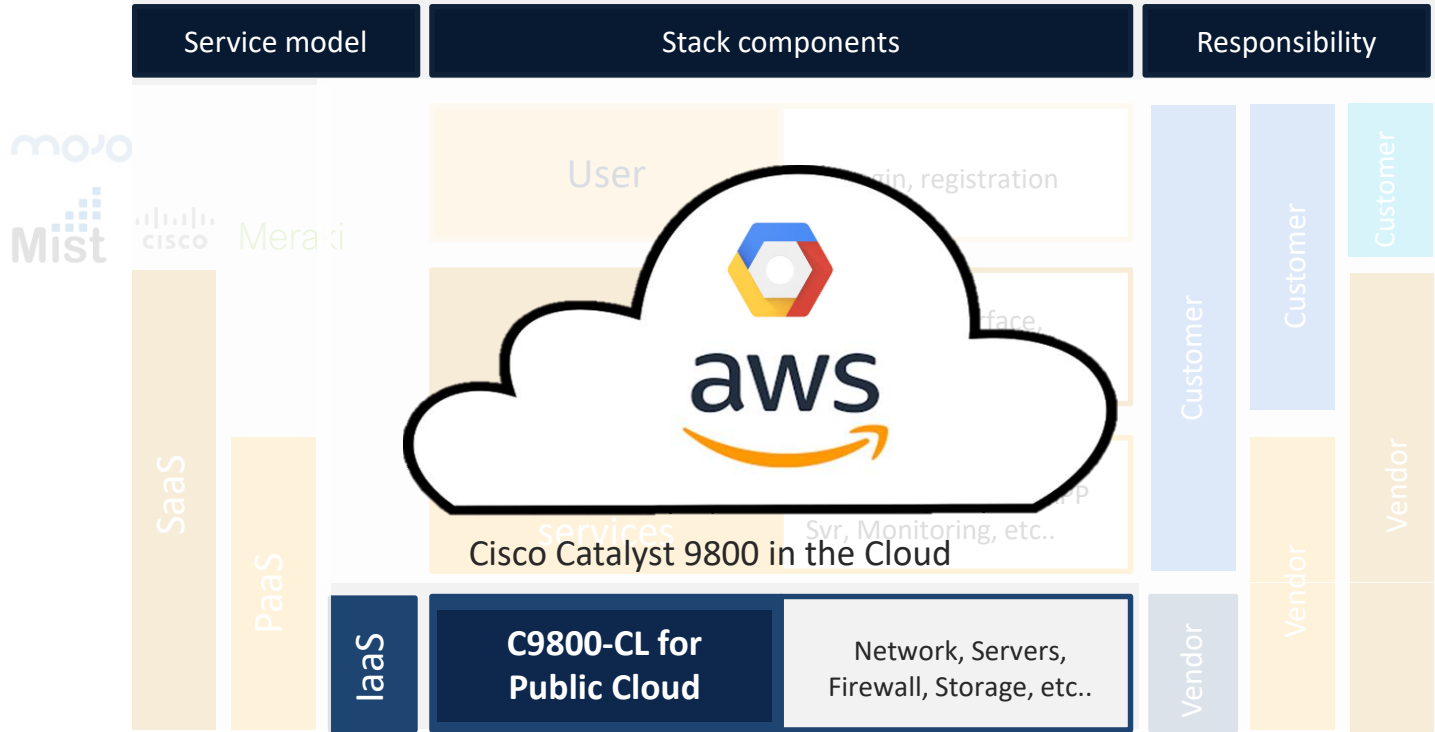 Service model
Stack components
Responsibility
mojo
Mist
cisco
Meraki
User
registration
aws
Svr, Monitoring, etc..
services
Cisco Catalyst 9800 in the Cloud
SaaS
PaaS
IaaS
C9800-CL for
Public Cloud
Network, Servers,
Firewall, Storage, etc..
Customer
Vendor
Customer
Vendor
Customer
Vendor